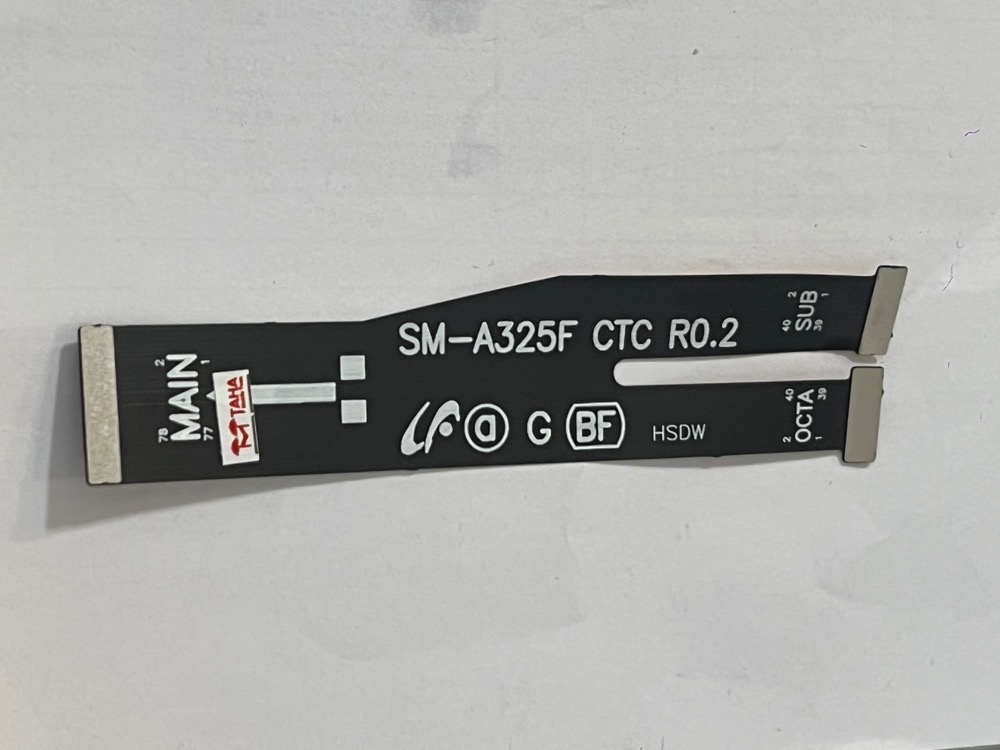 SM-A325F CTC R0.2
MAIN
2
1
78
77
TAHA
G BF HSDW
SUB
2
1
40
39
OCTA
40
39
2
1